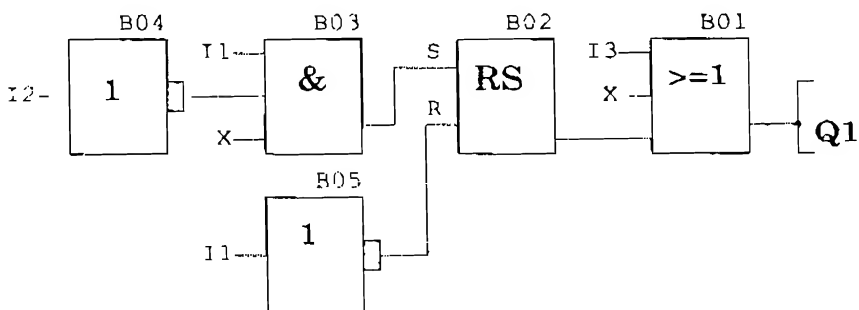 B04 B03 B02 B01
I2 1 I1 & X S R RS I3 X >=1 Q1
B05
I1 1